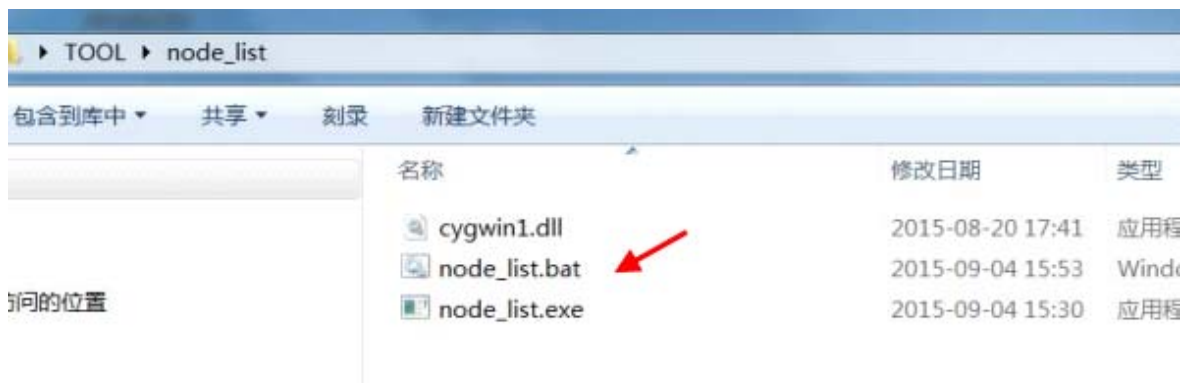 TOOL node_list
包含到库中 共享 刻录 新建文件夹
名称 修改日期 类型
cygwin1.dll 2015-08-20 17:41 应用程
node_list.bat 2015-09-04 15:53 Windo
问的位置
node_list.exe 2015-09-04 15:30 应用程